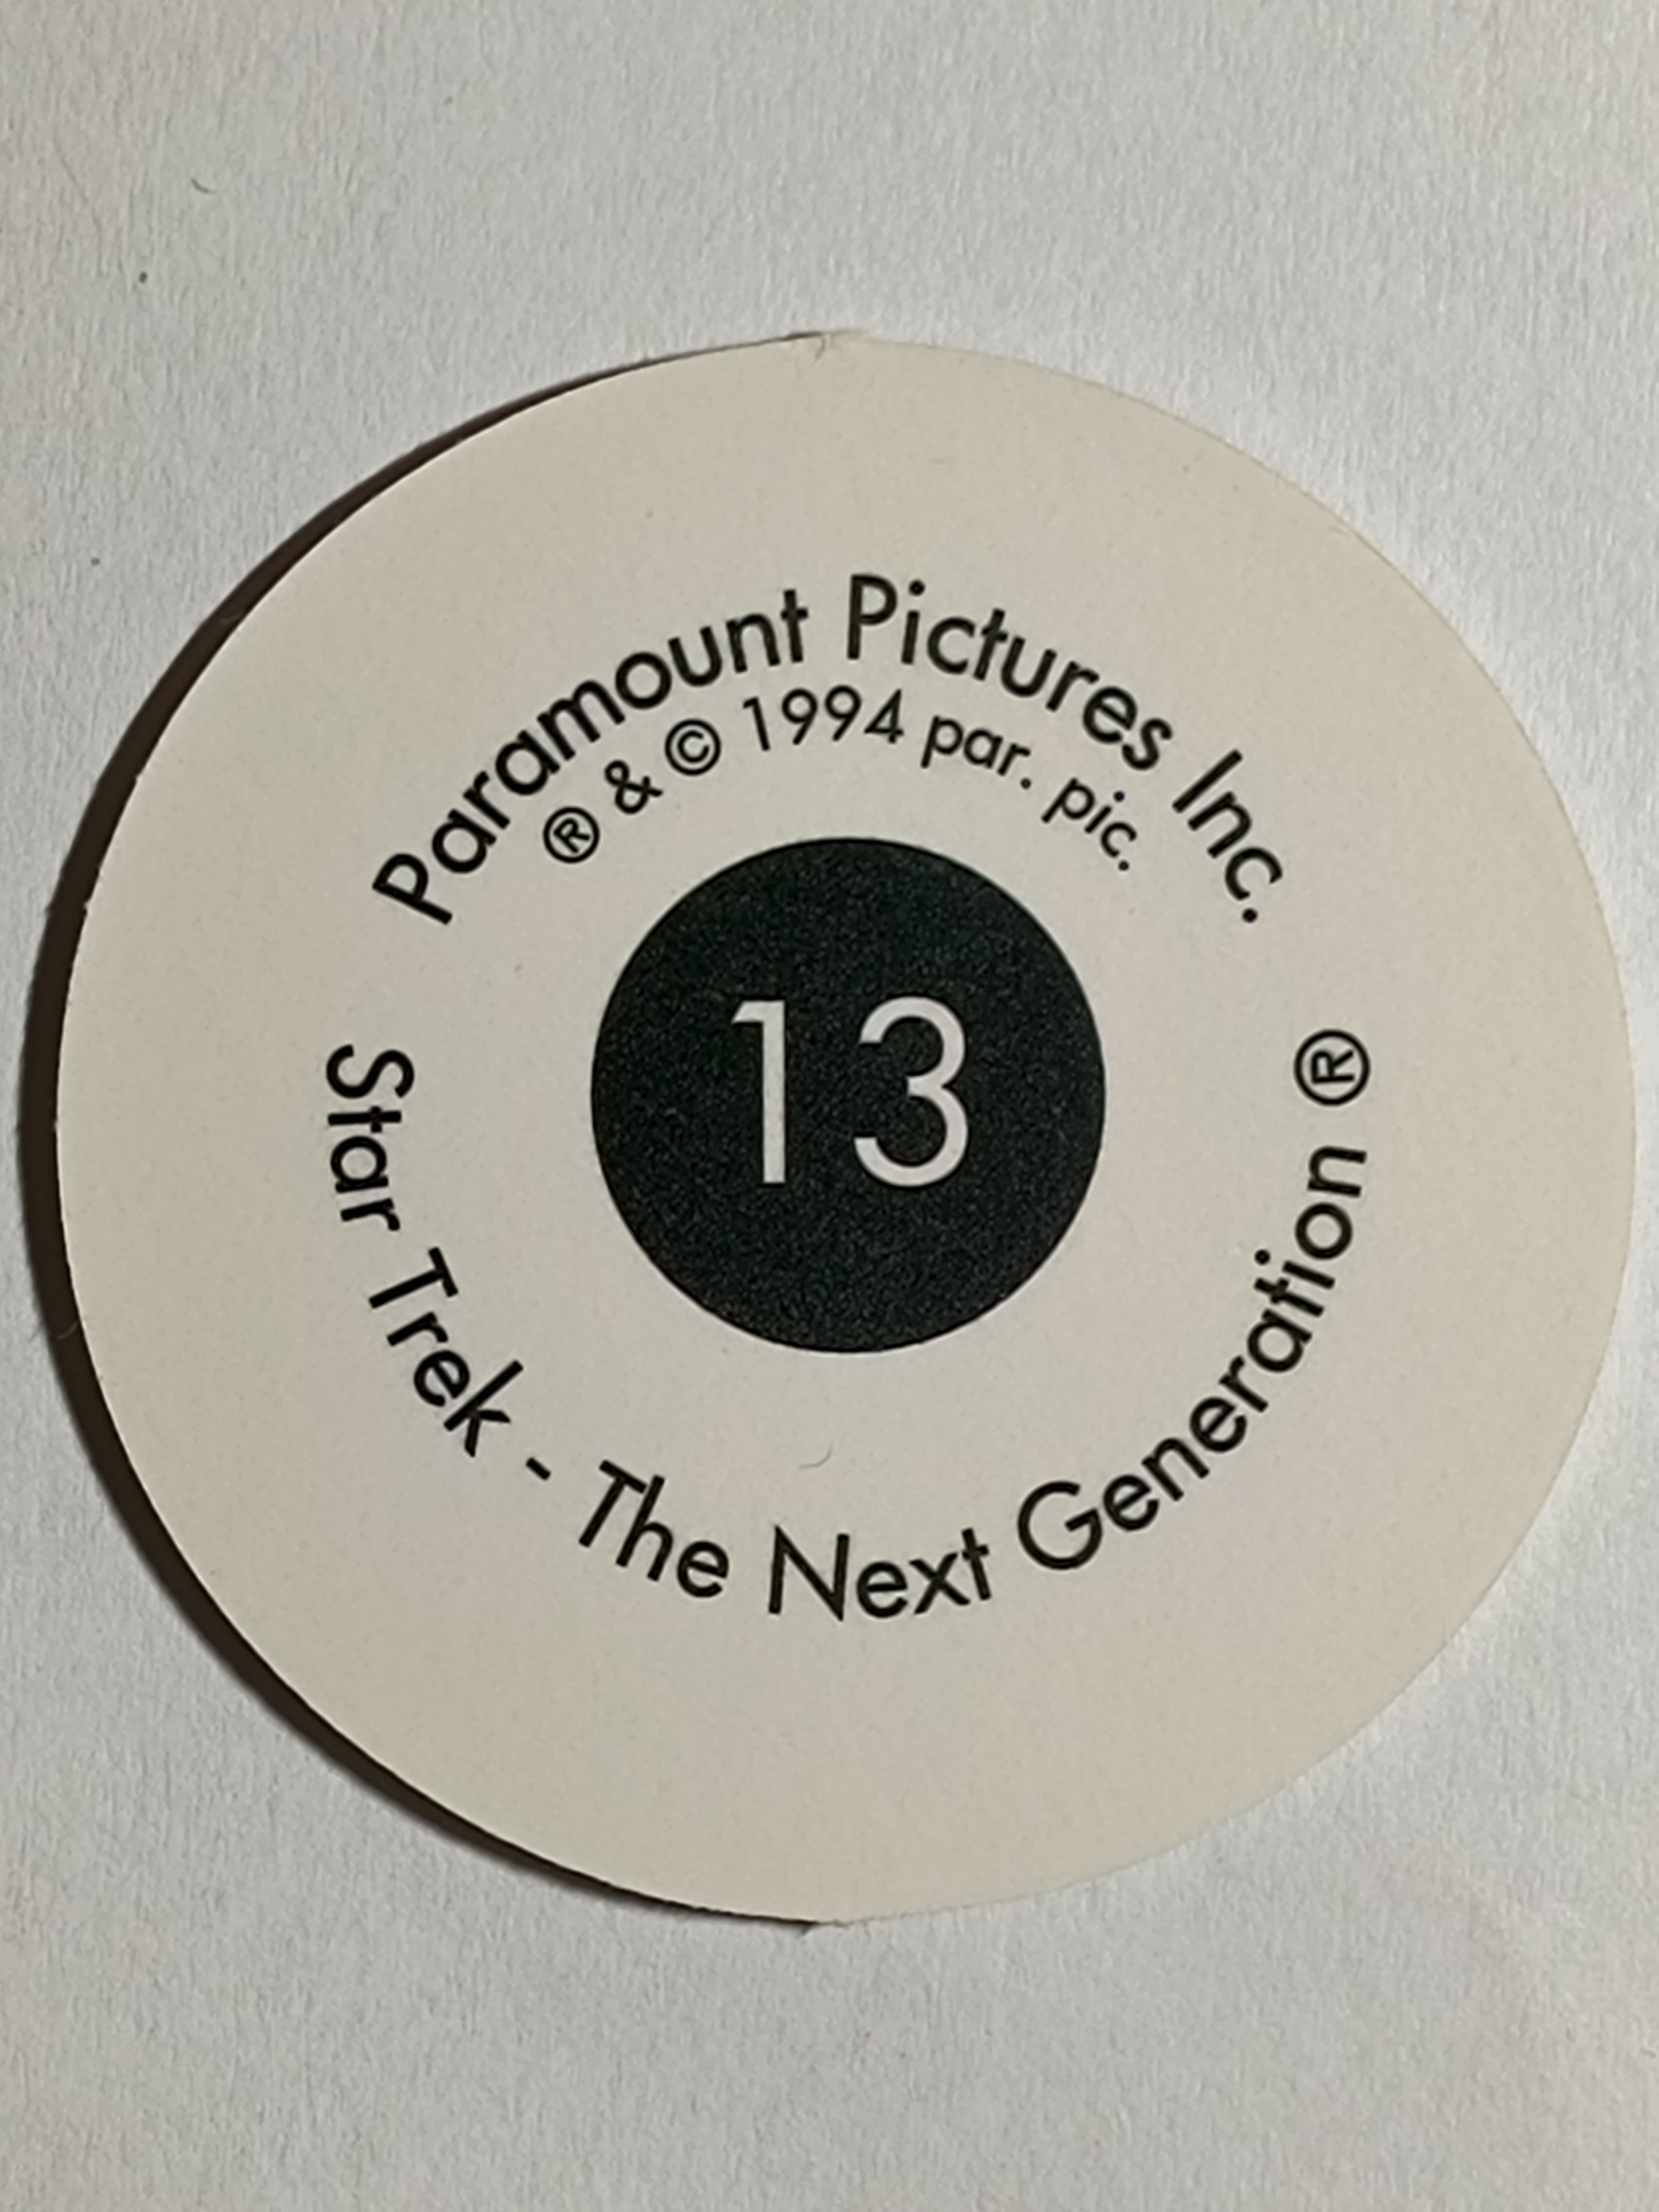 Paramount Pictures Inc.
® & © 1994 par. pic.
13
Star Trek - The Next Generation ®